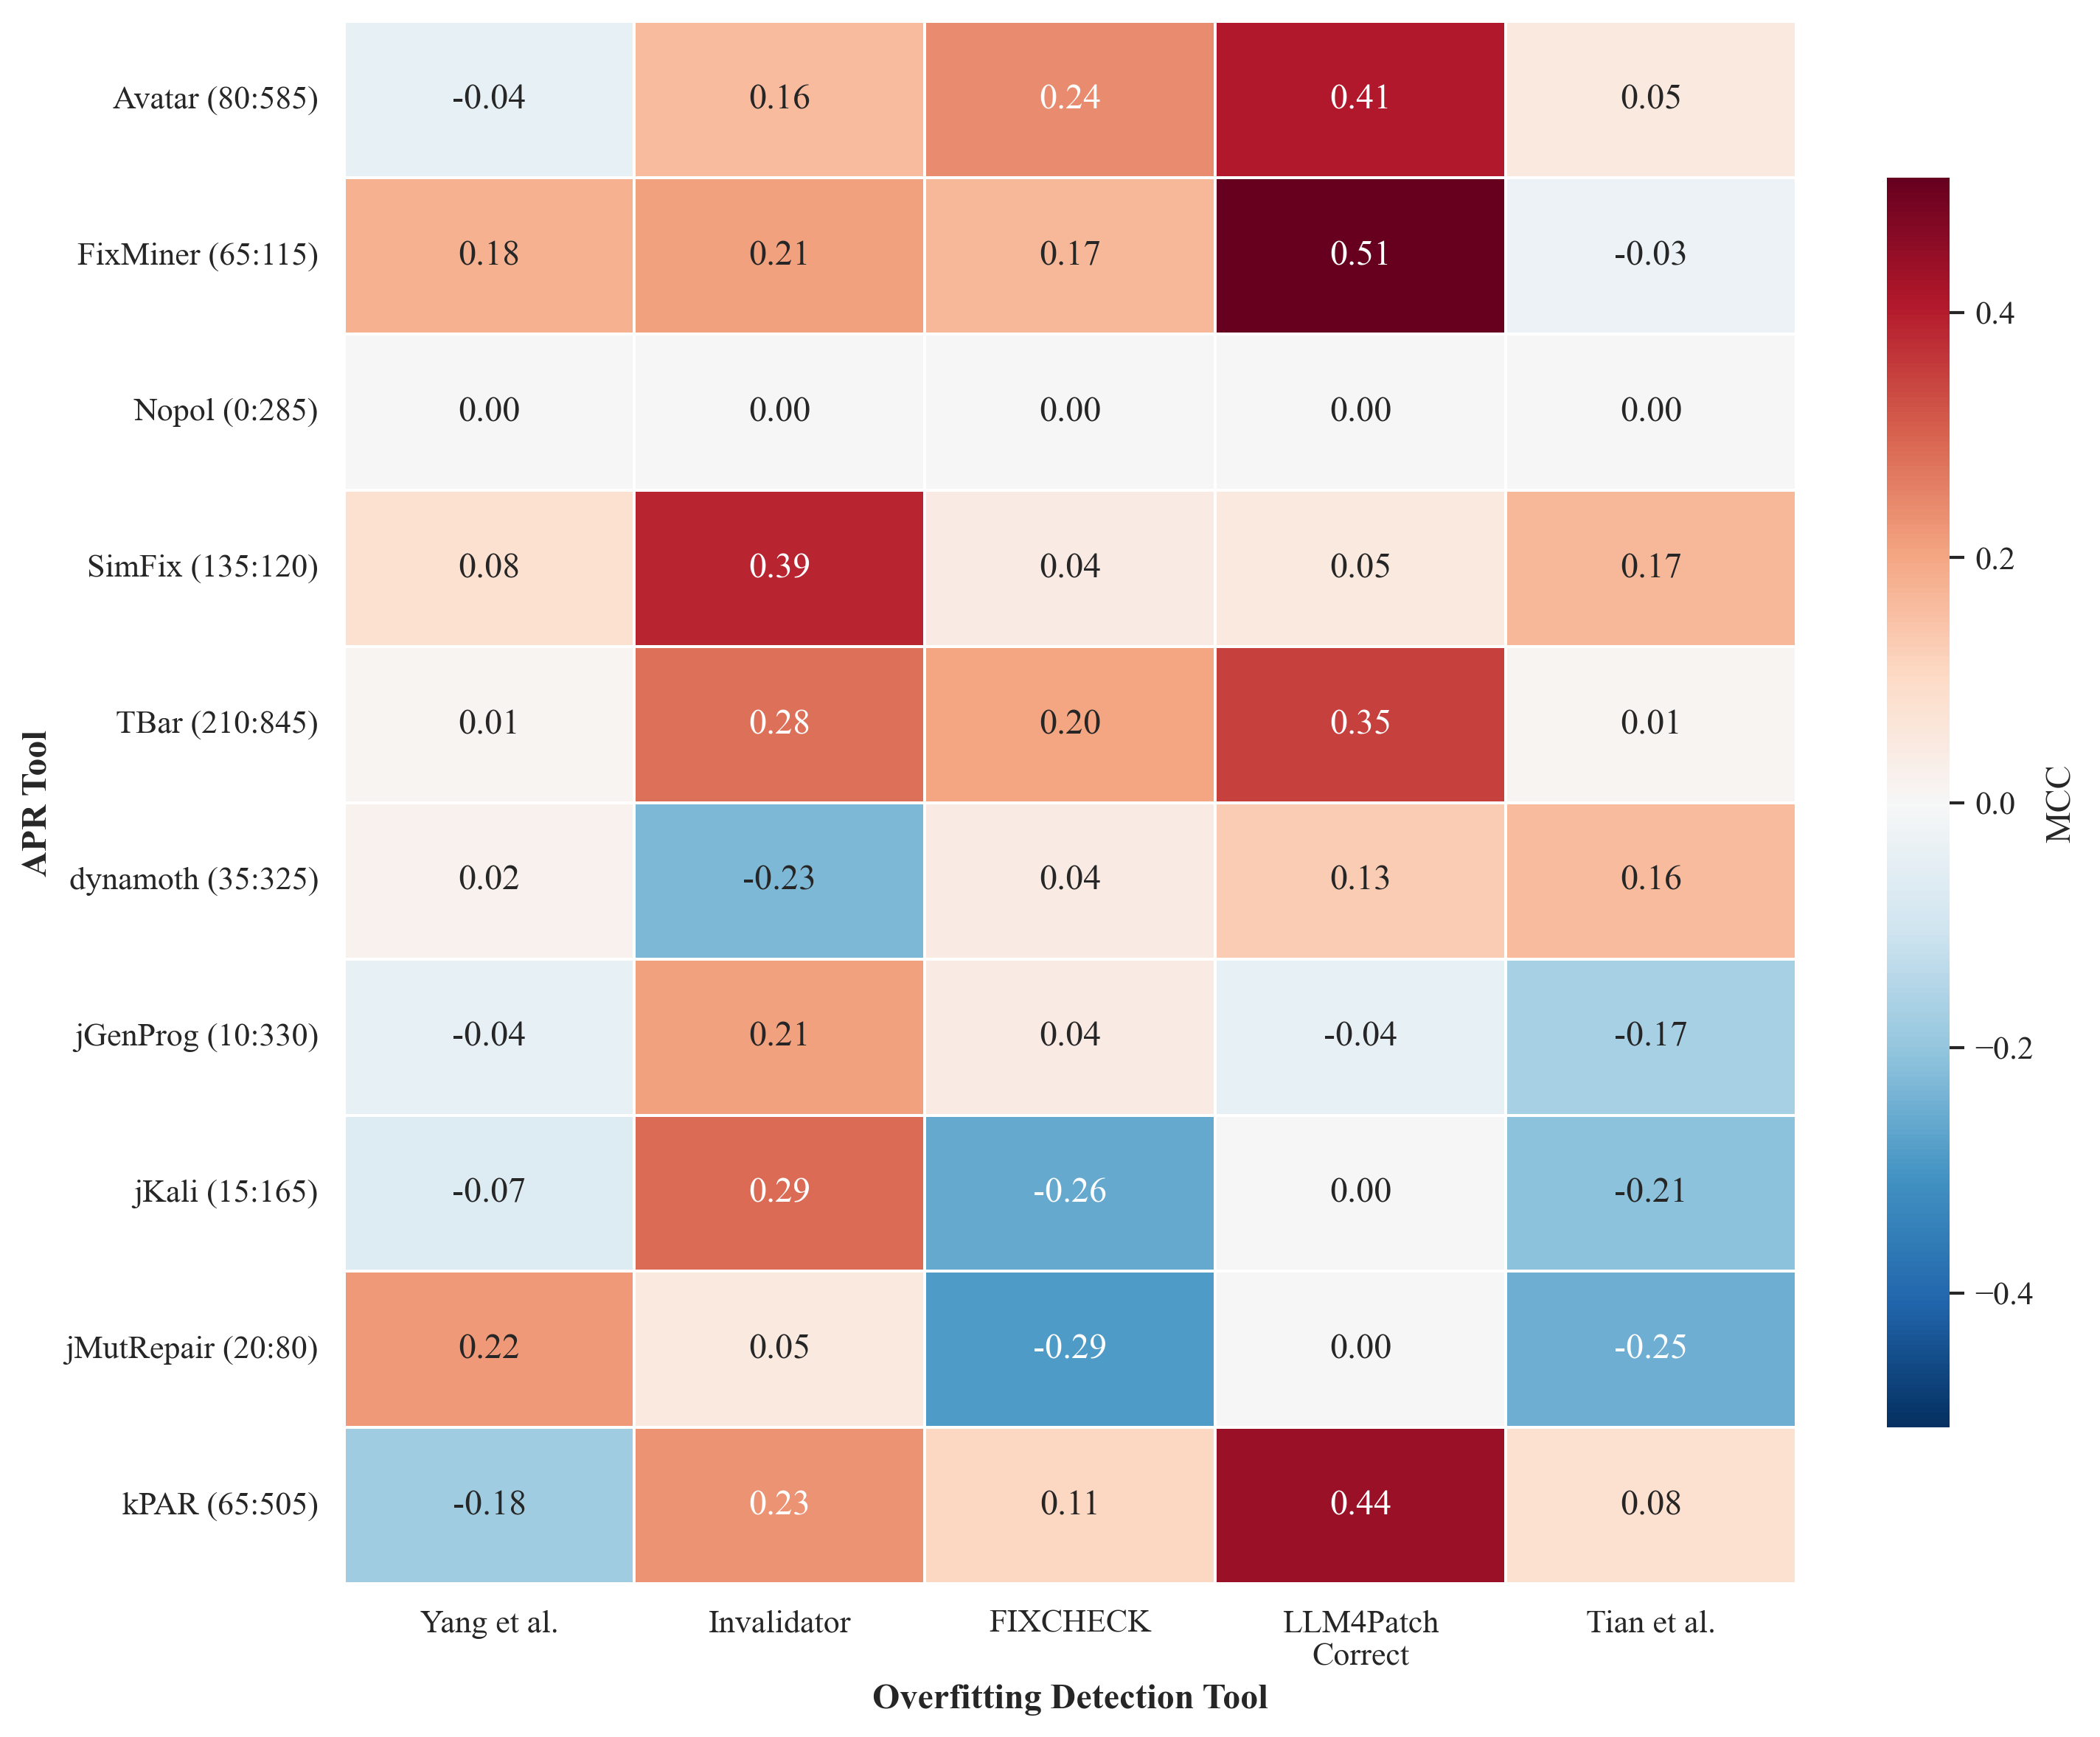 Avatar (80:585) -0.04 0.16 0.24 0.41 0.05
FixMiner (65:115) 0.18 0.21 0.17 0.51 -0.03
Nopol (0:285) 0.00 0.00 0.00 0.00 0.00
SimFix (135:120) 0.08 0.39 0.04 0.05 0.17
TBar (210:845) 0.01 0.28 0.20 0.35 0.01
dynamoth (35:325) 0.02 -0.23 0.04 0.13 0.16
jGenProg (10:330) -0.04 0.21 0.04 -0.04 -0.17
jKali (15:165) -0.07 0.29 -0.26 0.00 -0.21
jMutRepair (20:80) 0.22 0.05 -0.29 0.00 -0.25
kPAR (65:505) -0.18 0.23 0.11 0.44 0.08
APR Tool
Yang et al. Invalidator FIXCHECK LLM4Patch Tian et al.
Correct
Overfitting Detection Tool
0.4
0.2
0.0
−0.2
−0.4
MCC